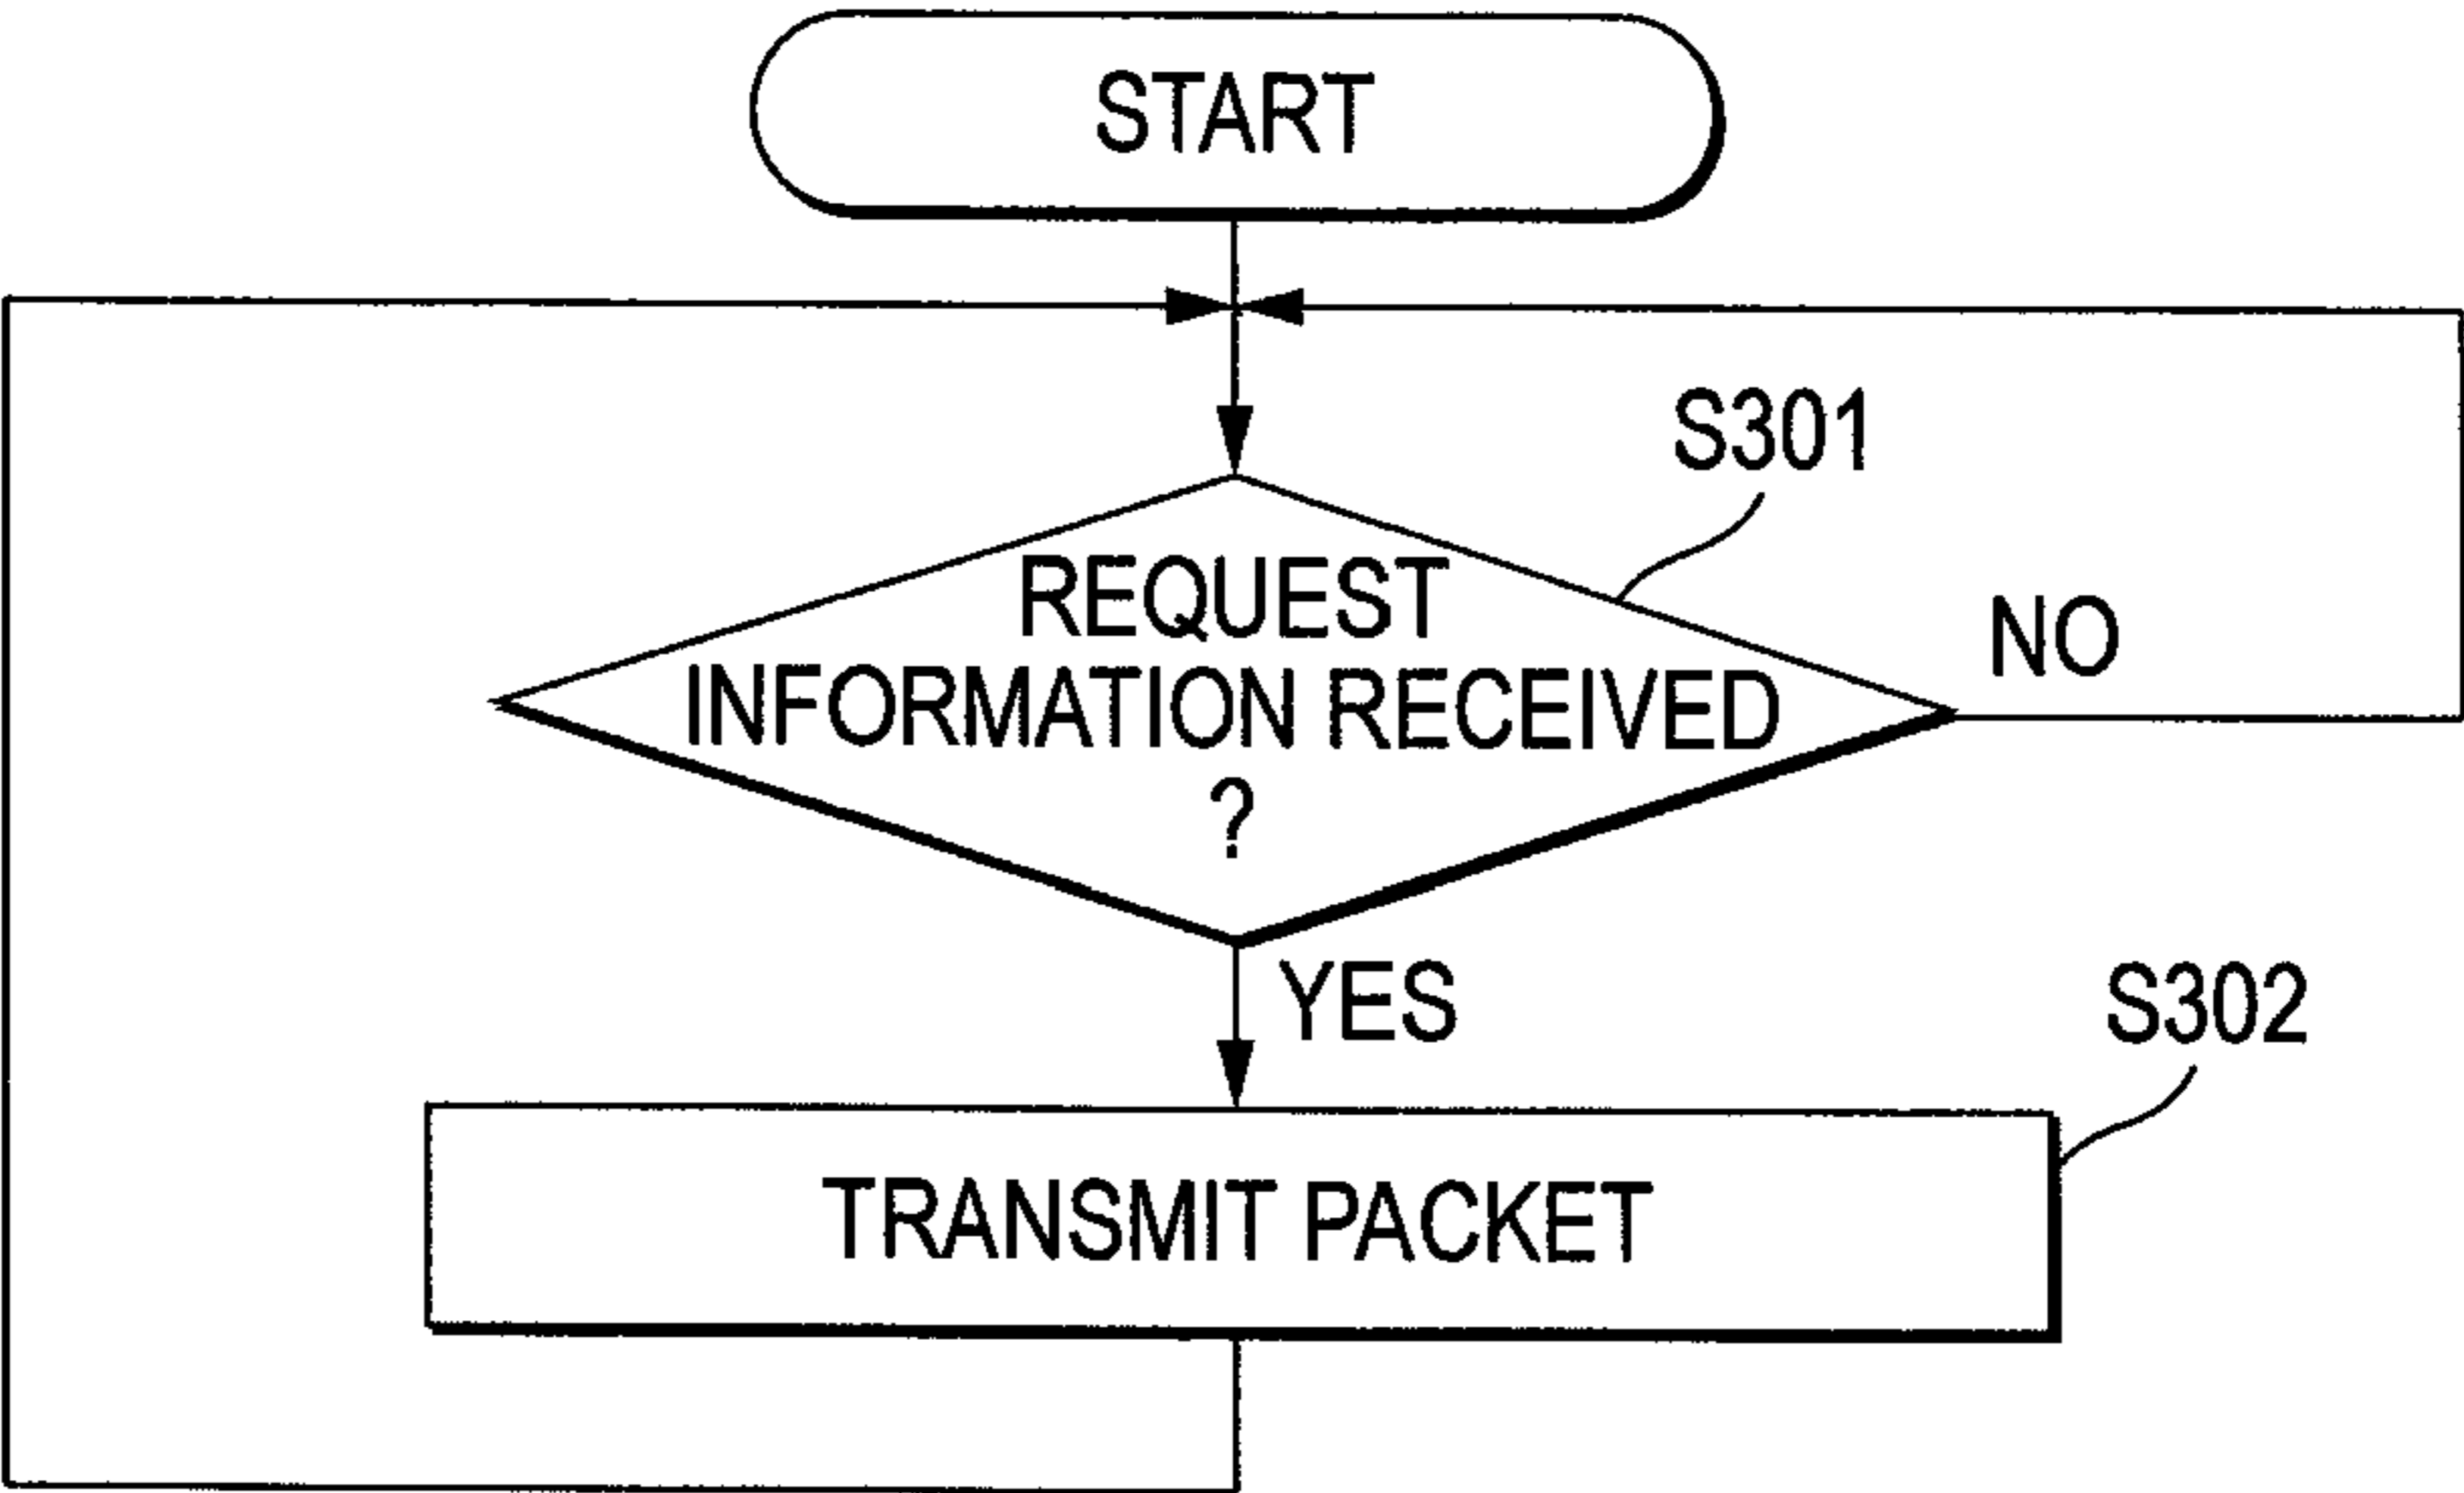 START
S301
REQUEST
INFORMATION RECEIVED
?
NO
YES
S302
TRANSMIT PACKET